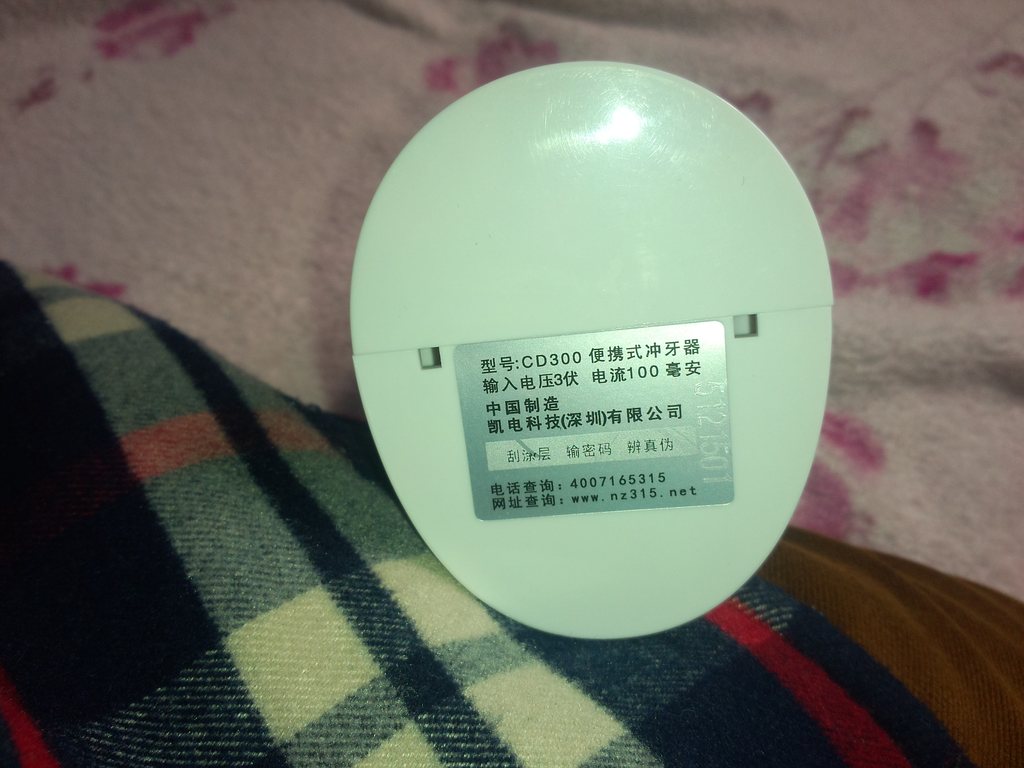 型号:CD300 便携式冲牙器
输入电压3伏 电流100 毫安
中国制造
凯电科技(深圳)有限公司
刮涂层 输密码 辨真伪
电话查询：4007165315
网址查询：www.nz315.net